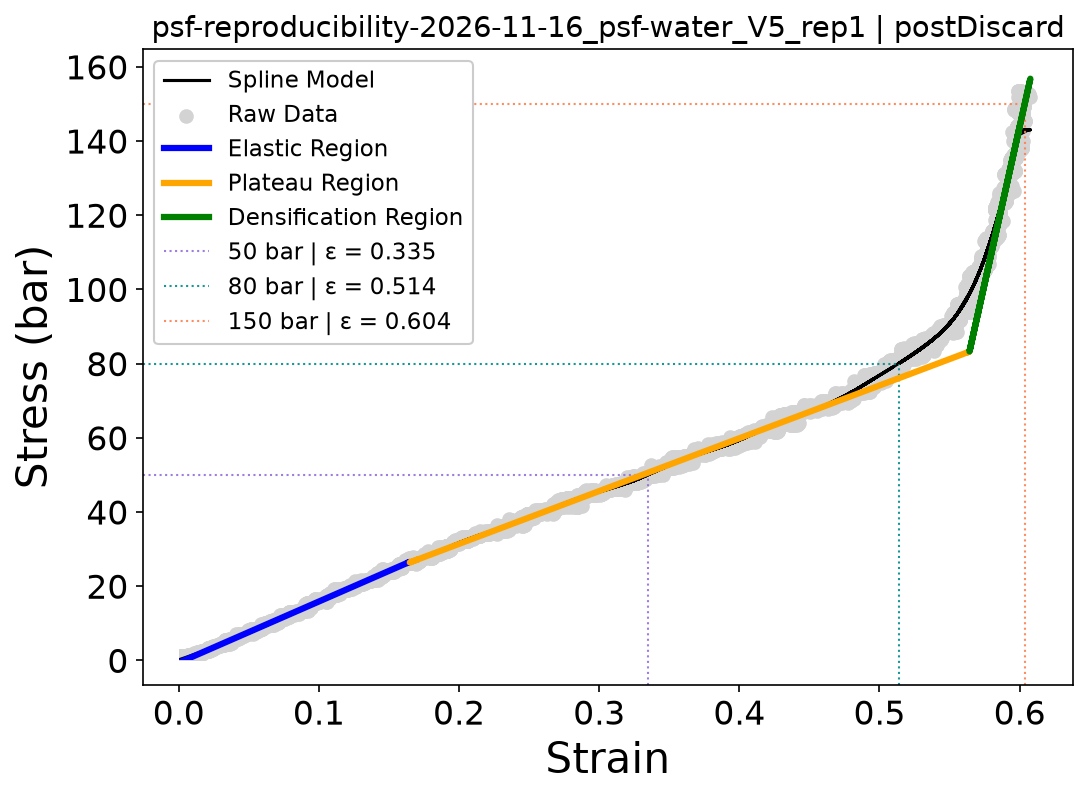 psf-reproducibility-2026-11-16_psf-water_V5_rep1 | postDiscard
Stress (bar)
160
140
120
100
80
60
40
20
0
Spline Model
Raw Data
Elastic Region
Plateau Region
Densification Region
50 bar | ε = 0.335
80 bar | ε = 0.514
150 bar | ε = 0.604
0.0 0.1 0.2 0.3 0.4 0.5 0.6
Strain